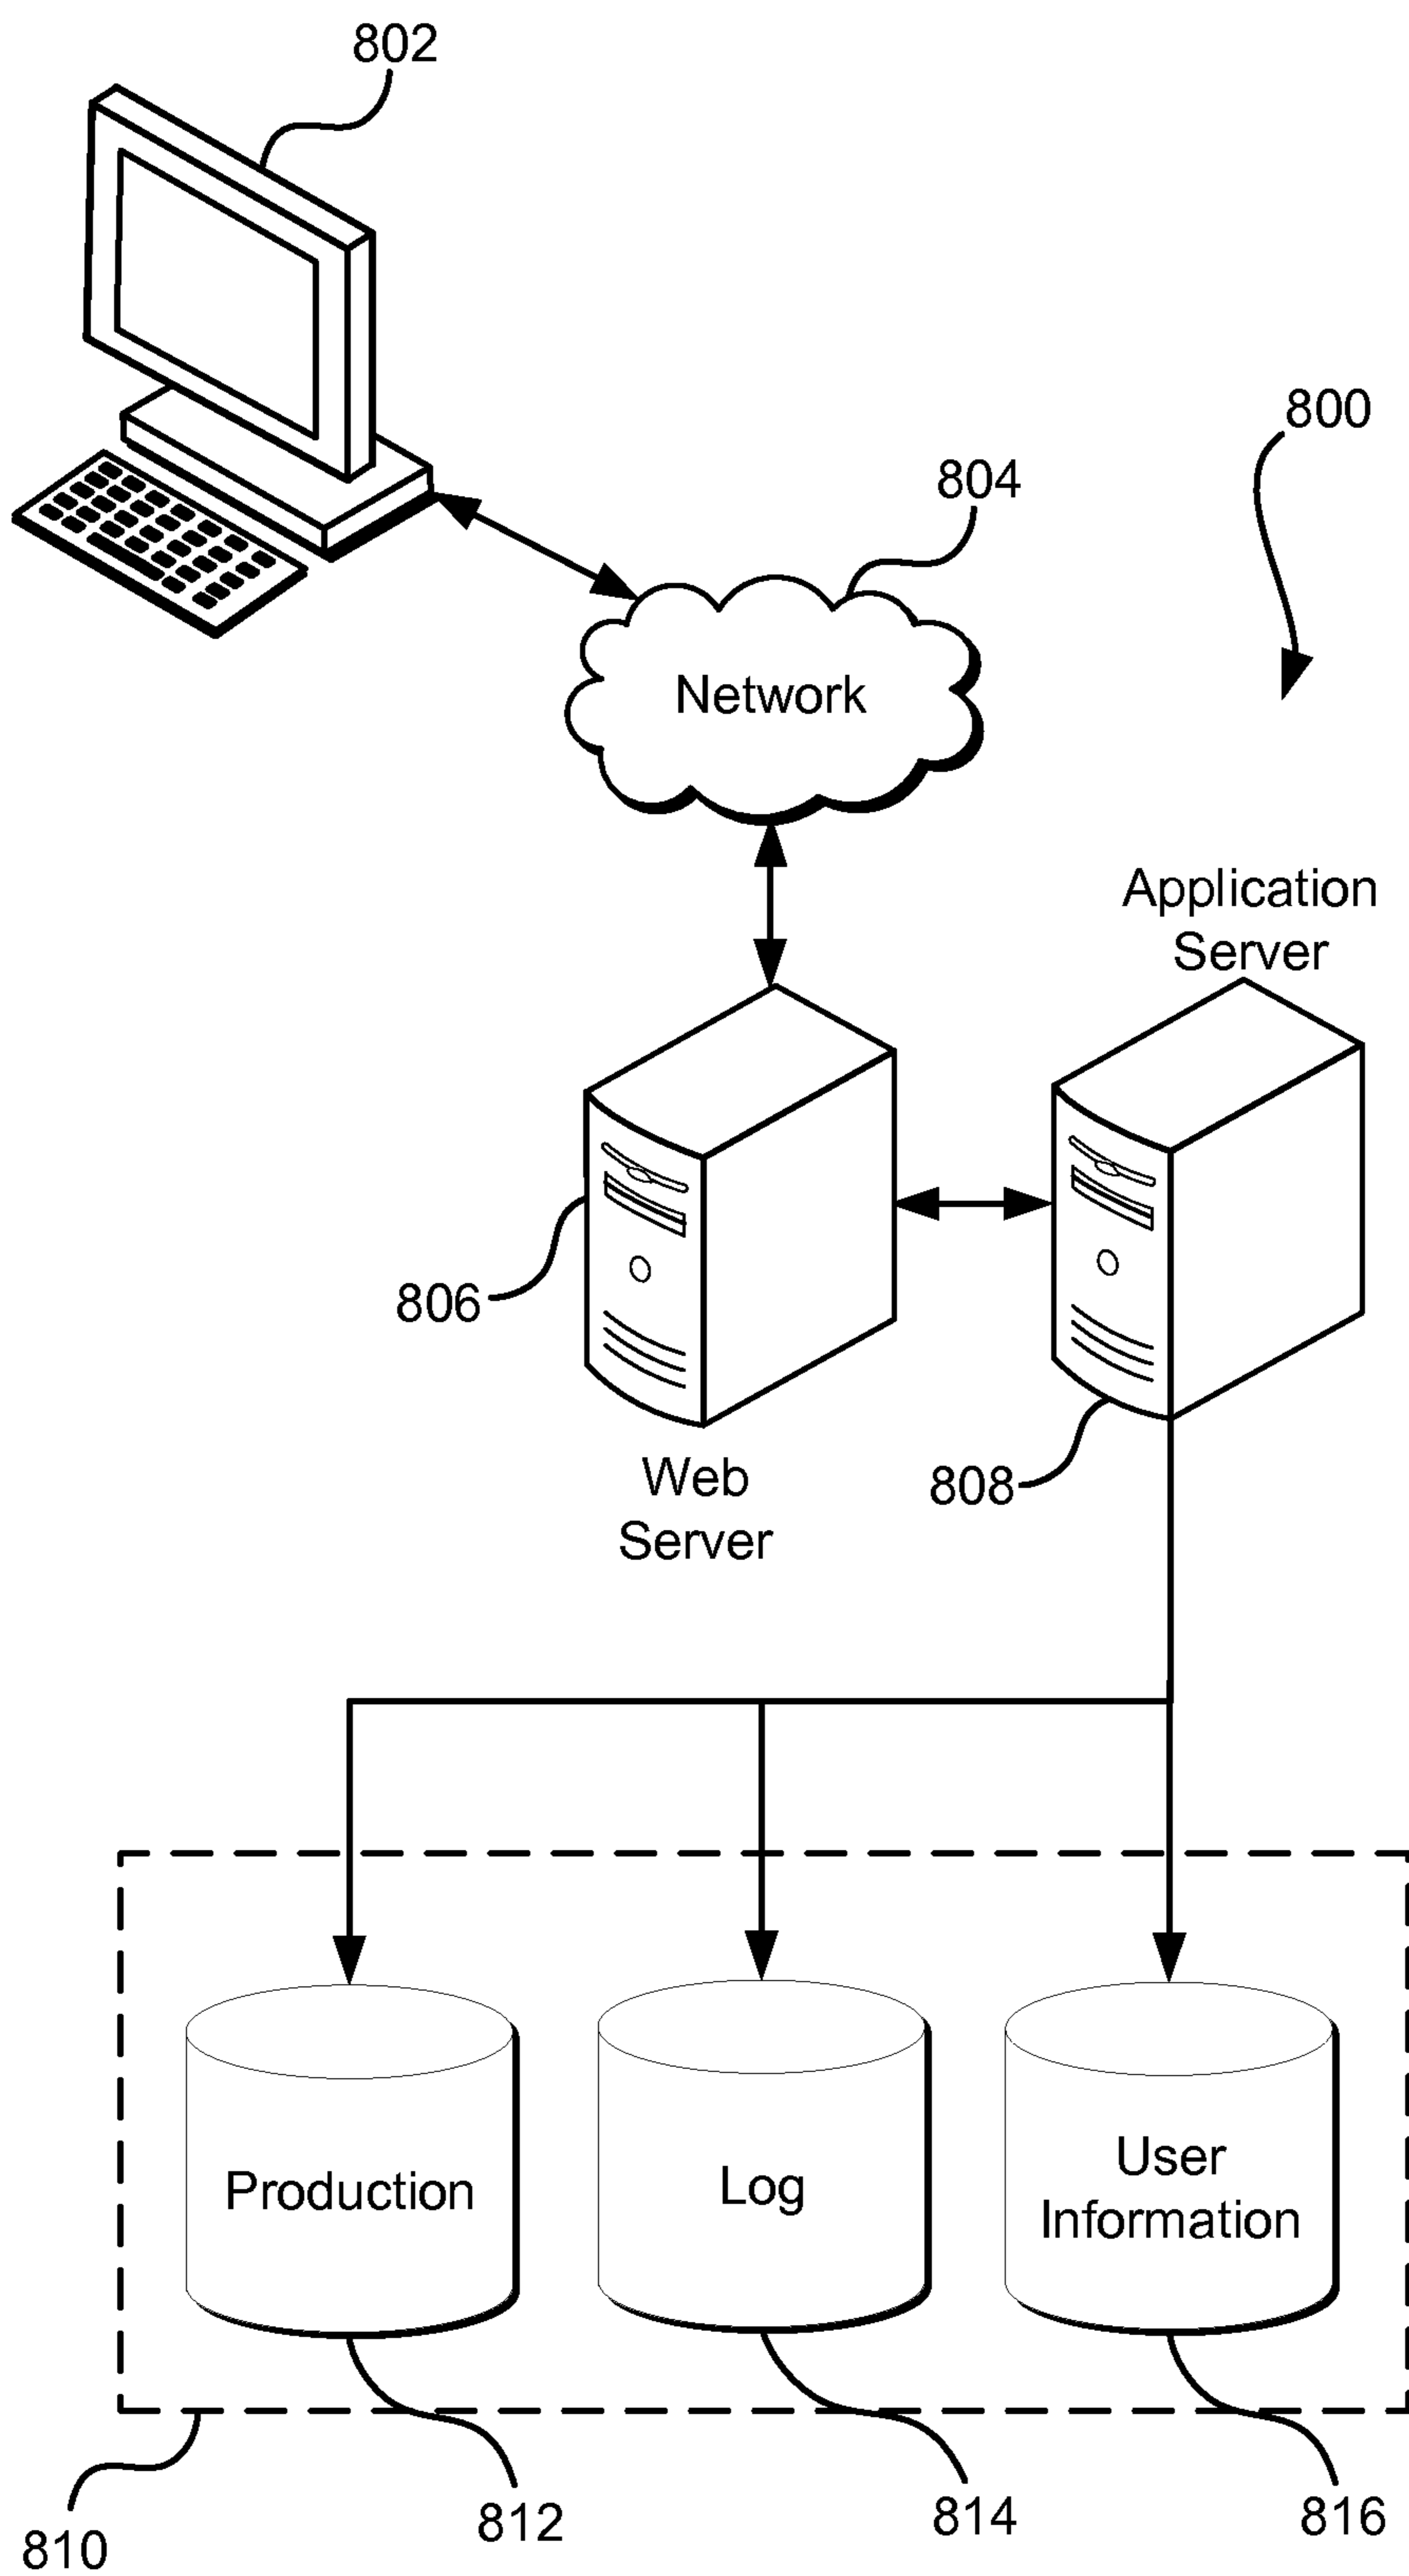 802
800
804
Network
Application
Server
806
808
Web
Server
Production
Log
User
Information
810
812
814
816